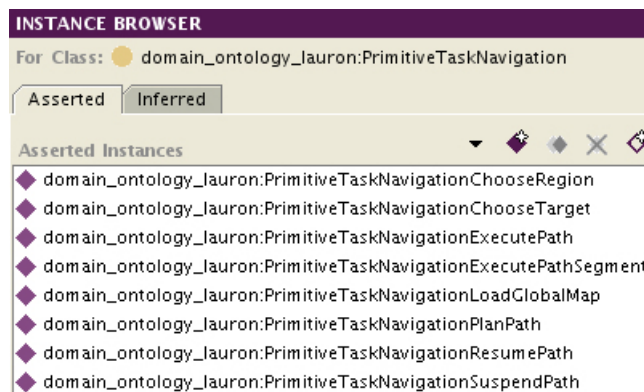 INSTANCE BROWSER
For Class: domain_ontology_lauron:PrimitiveTaskNavigation
Asserted Inferred
Asserted Instances
domain_ontology_lauron:PrimitiveTaskNavigationChooseRegion
domain_ontology_lauron:PrimitiveTaskNavigationChooseTarget
domain_ontology_lauron:PrimitiveTaskNavigationExecutePath
domain_ontology_lauron:PrimitiveTaskNavigationExecutePathSegment
domain_ontology_lauron:PrimitiveTaskNavigationLoadGlobalMap
domain_ontology_lauron:PrimitiveTaskNavigationPlanPath
domain_ontology_lauron:PrimitiveTaskNavigationResumePath
domain_ontology_lauron:PrimitiveTaskNavigationSuspendPath